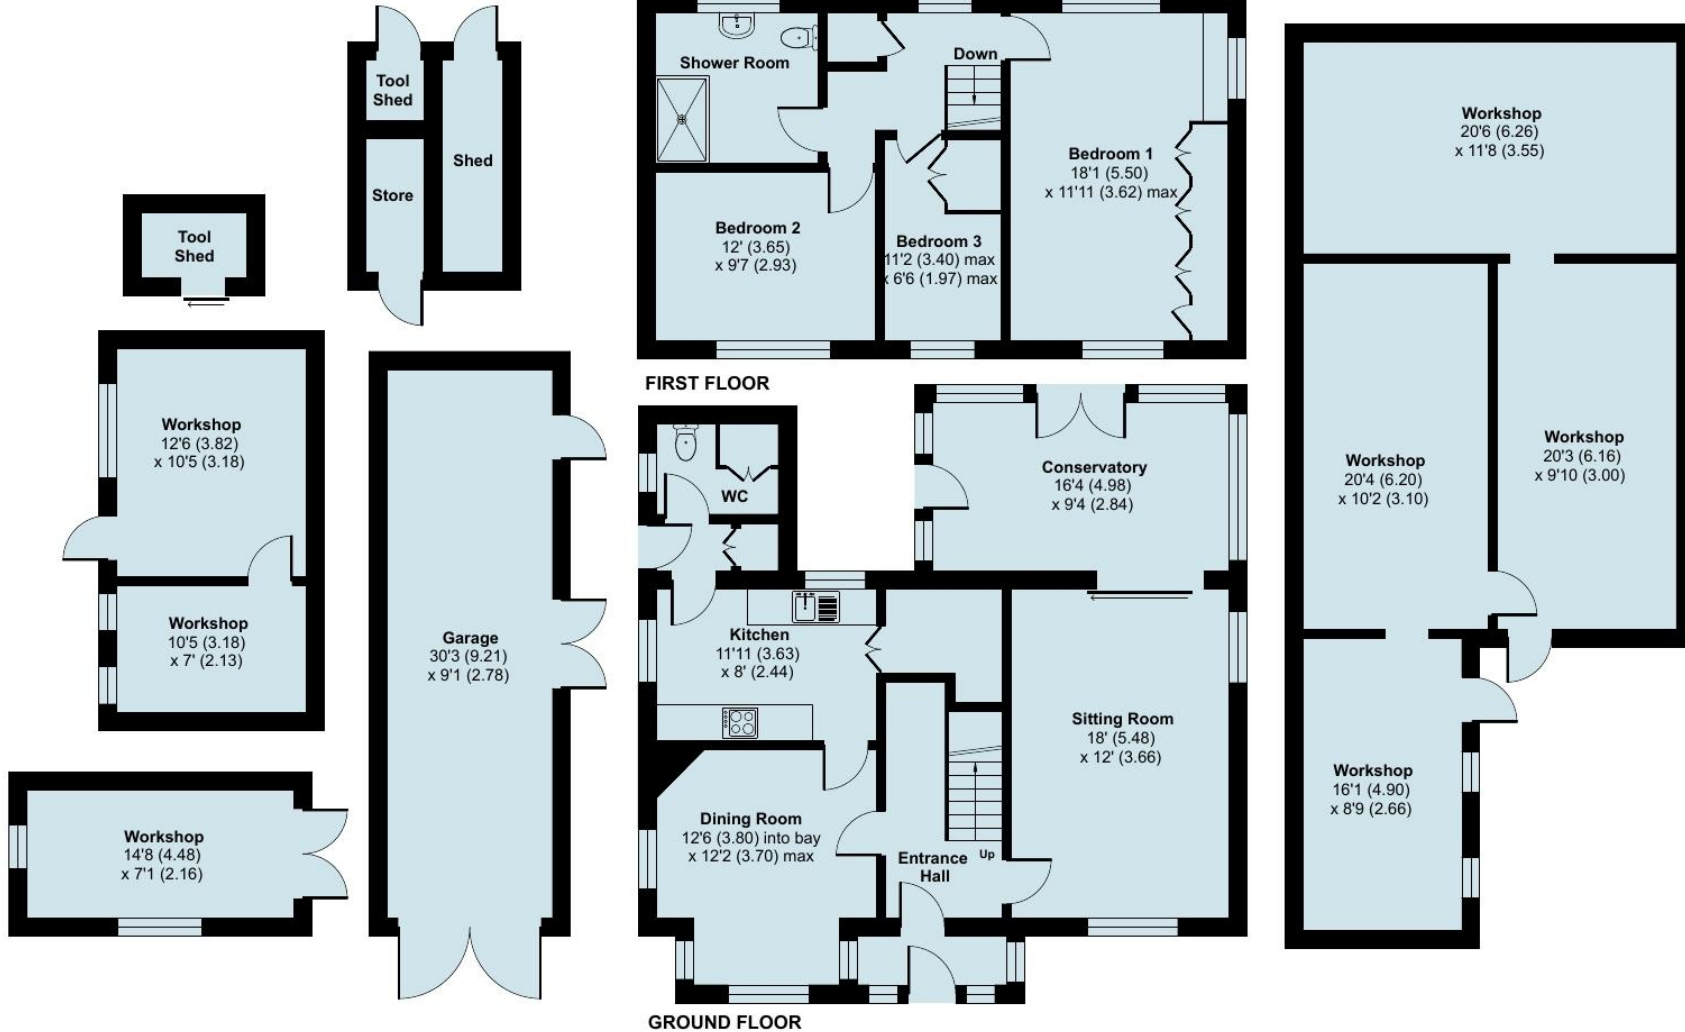 Tool
Shed
Store
Shed
Tool
Shed
Workshop
12'6 (3.82)
x 10'5 (3.18)
Workshop
10'5 (3.18)
x 7' (2.13)
Workshop
14'8 (4.48)
x 7'1 (2.16)
Garage
30'3 (9.21)
x 9'1 (2.78)
Shower Room
Down
Bedroom 1
18'1 (5.50)
x 11'11 (3.62) max
Bedroom 2
12' (3.65)
x 9'7 (2.93)
Bedroom 3
11'2 (3.40) max
x 6'6 (1.97) max
FIRST FLOOR
WC
Conservatory
16'4 (4.98)
x 9'4 (2.84)
Kitchen
11'11 (3.63)
x 8' (2.44)
Sitting Room
18' (5.48)
x 12' (3.66)
Dining Room
12'6 (3.80) into bay
x 12'2 (3.70) max
Entrance
Hall
Up
GROUND FLOOR
Workshop
20'6 (6.26)
x 11'8 (3.55)
Workshop
20'4 (6.20)
x 10'2 (3.10)
Workshop
20'3 (6.16)
x 9'10 (3.00)
Workshop
16'1 (4.90)
x 8'9 (2.66)